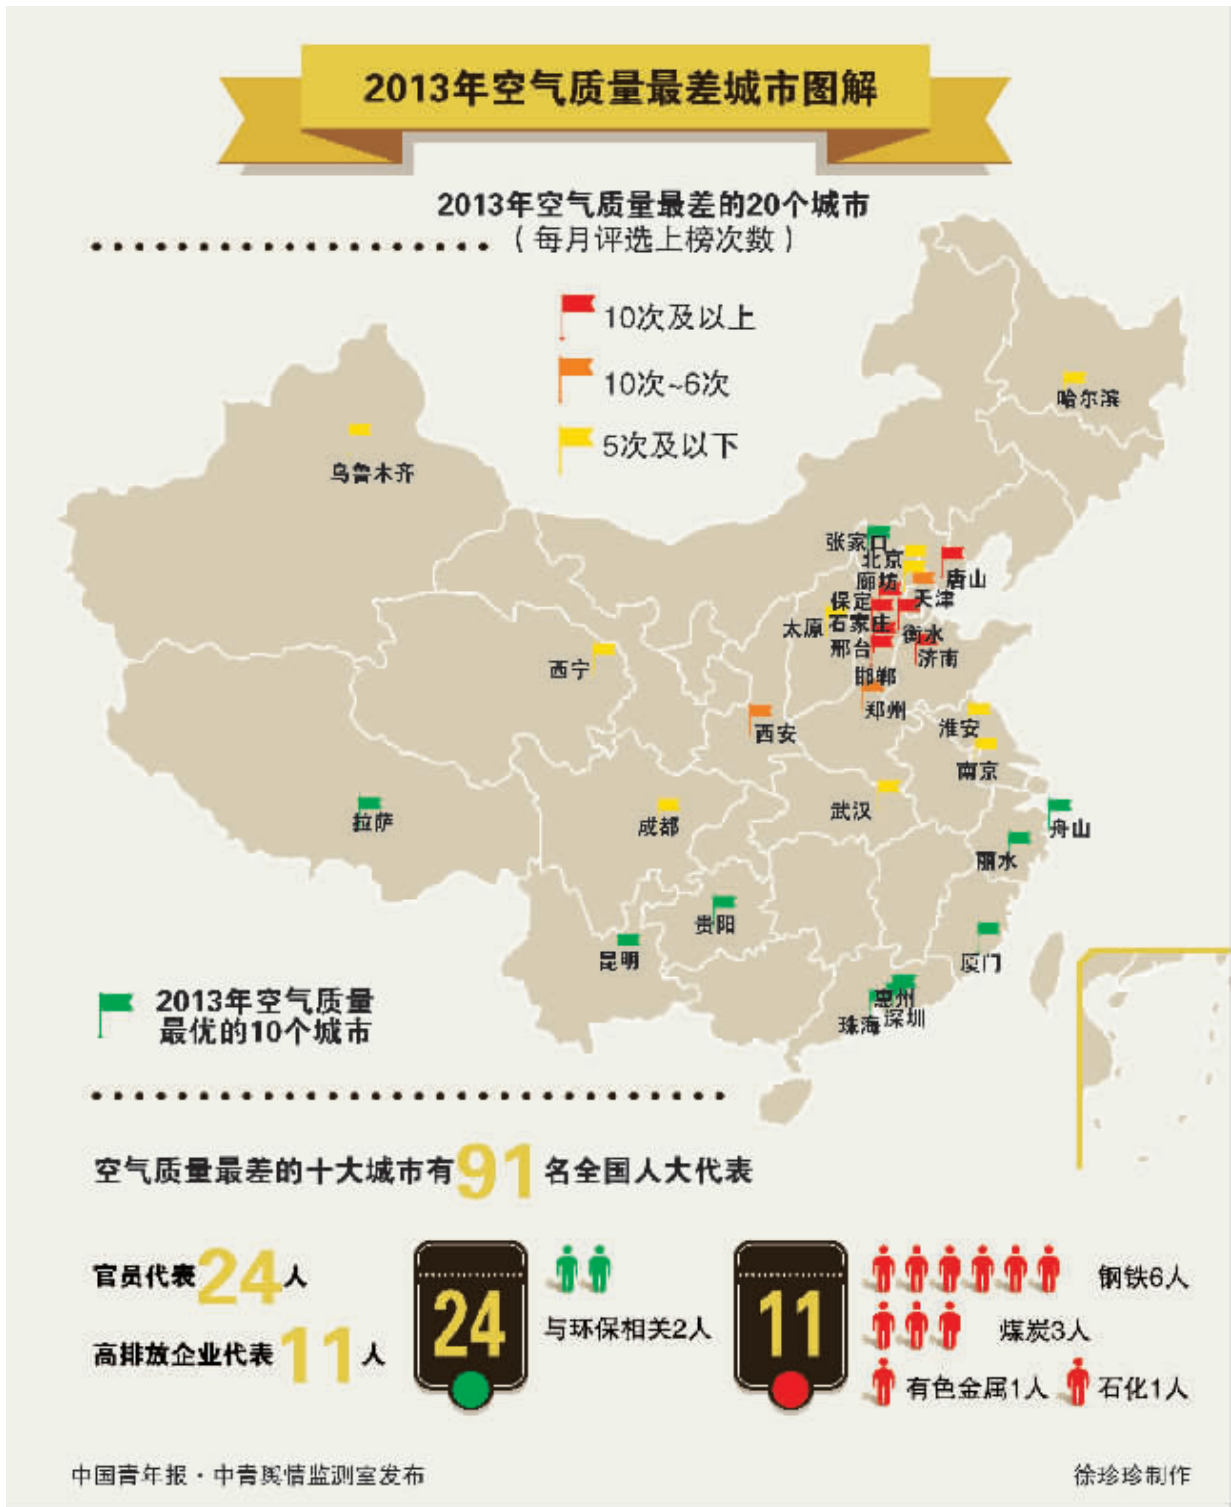 2013年空气质量最差城市图解
2013年空气质量最差的20个城市
（每月评选上榜次数）
10次及以上
10次~6次
5次及以下
哈尔滨
乌鲁木齐
张家口
北京
廊坊
唐山
保定
天津
太原
石家庄
衡水
邢台
济南
西宁
邯郸
郑州
西安
淮安
南京
武汉
拉萨
成都
舟山
丽水
贵阳
昆明
厦门
惠州
深圳
珠海
2013年空气质量
最优的10个城市
空气质量最差的十大城市有91名全国人大代表
官员代表24人
高排放企业代表11人
24
与环保相关2人
11
钢铁6人
煤炭3人
有色金属1人
石化1人
中国青年报·中青舆情监测室发布
徐珍珍制作